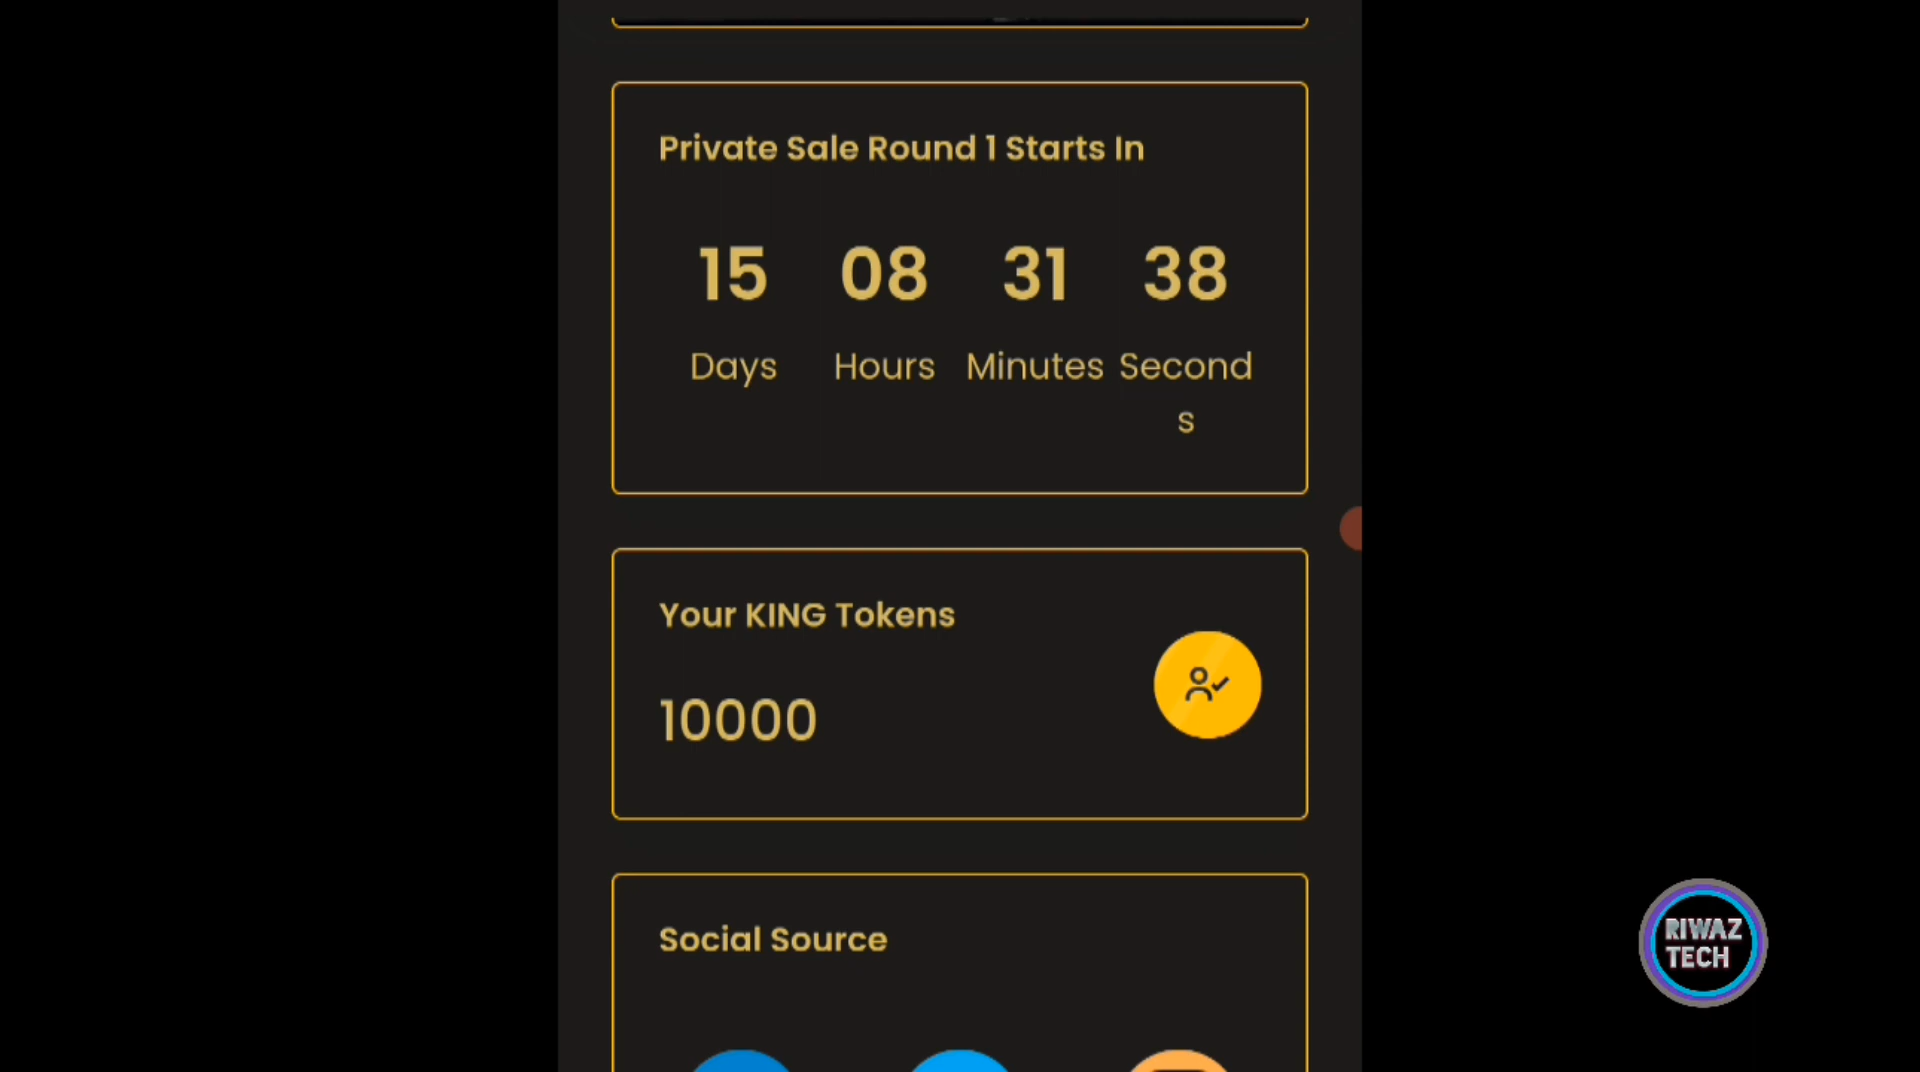 Private Sale Round 1 Starts In
15 08 31 38
Days Hours Minutes Second
s
Your KING Tokens
10000
Social Source
RIWAZ
TECH